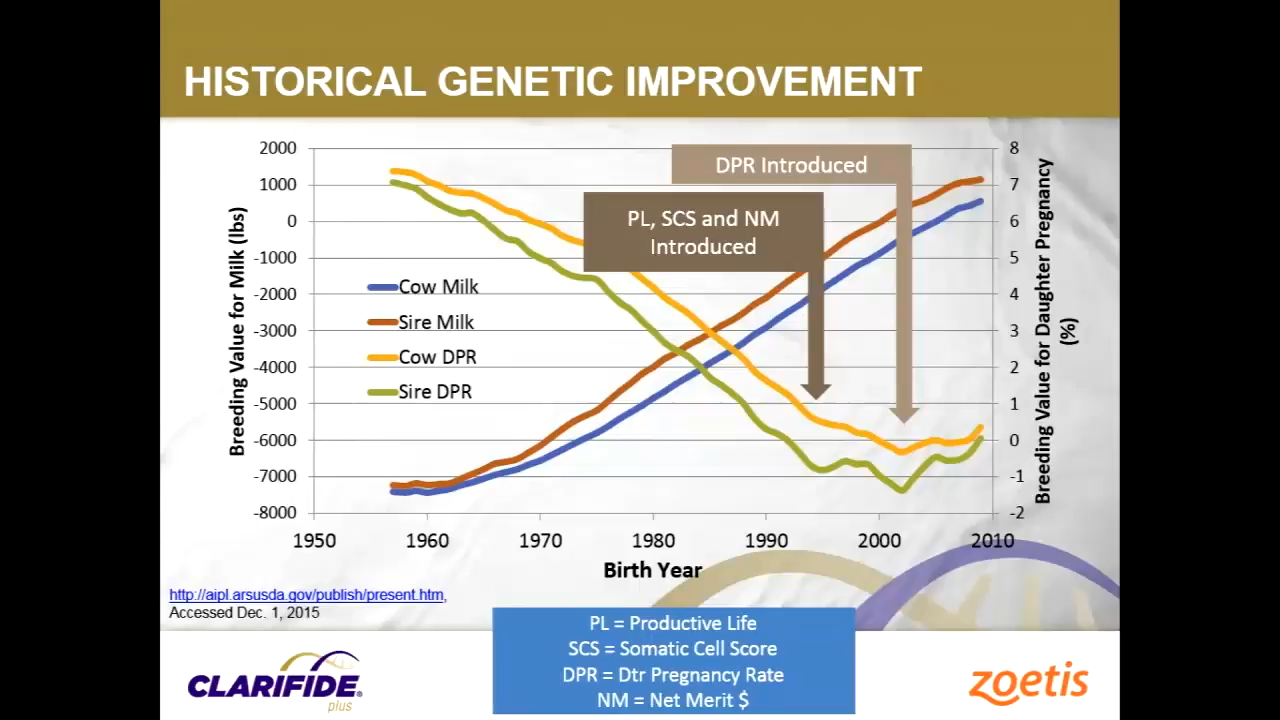 HISTORICAL GENETIC IMPROVEMENT
2000
1000
0
-1000
-2000
-3000
-4000
-5000
-6000
-7000
-8000
Breeding Value for Milk (lbs)
Cow Milk
Sire Milk
Cow DPR
Sire DPR
PL, SCS and NM
Introduced
DPR Introduced
8
7
6
5
4
3
2
1
0
-1
-2
Breeding Value for Daughter Pregnancy
(%)
1950 1960 1970 1980 1990 2000 2010
Birth Year
http://aipl.arsusda.gov/publish/present.htm,
Accessed Dec. 1, 2015
PL = Productive Life
SCS = Somatic Cell Score
DPR = Dtr Pregnancy Rate
NM = Net Merit $
CLARIFIDE®
plus
zoetis